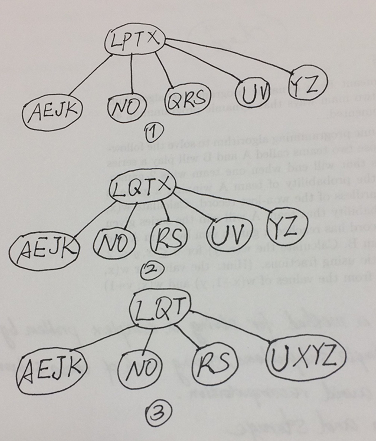 LPTX
AEJK NO QRS UV YZ
1
LQTX
AEJK NO RS UV YZ
2
LQT
AEJK NO RS UXYZ
3